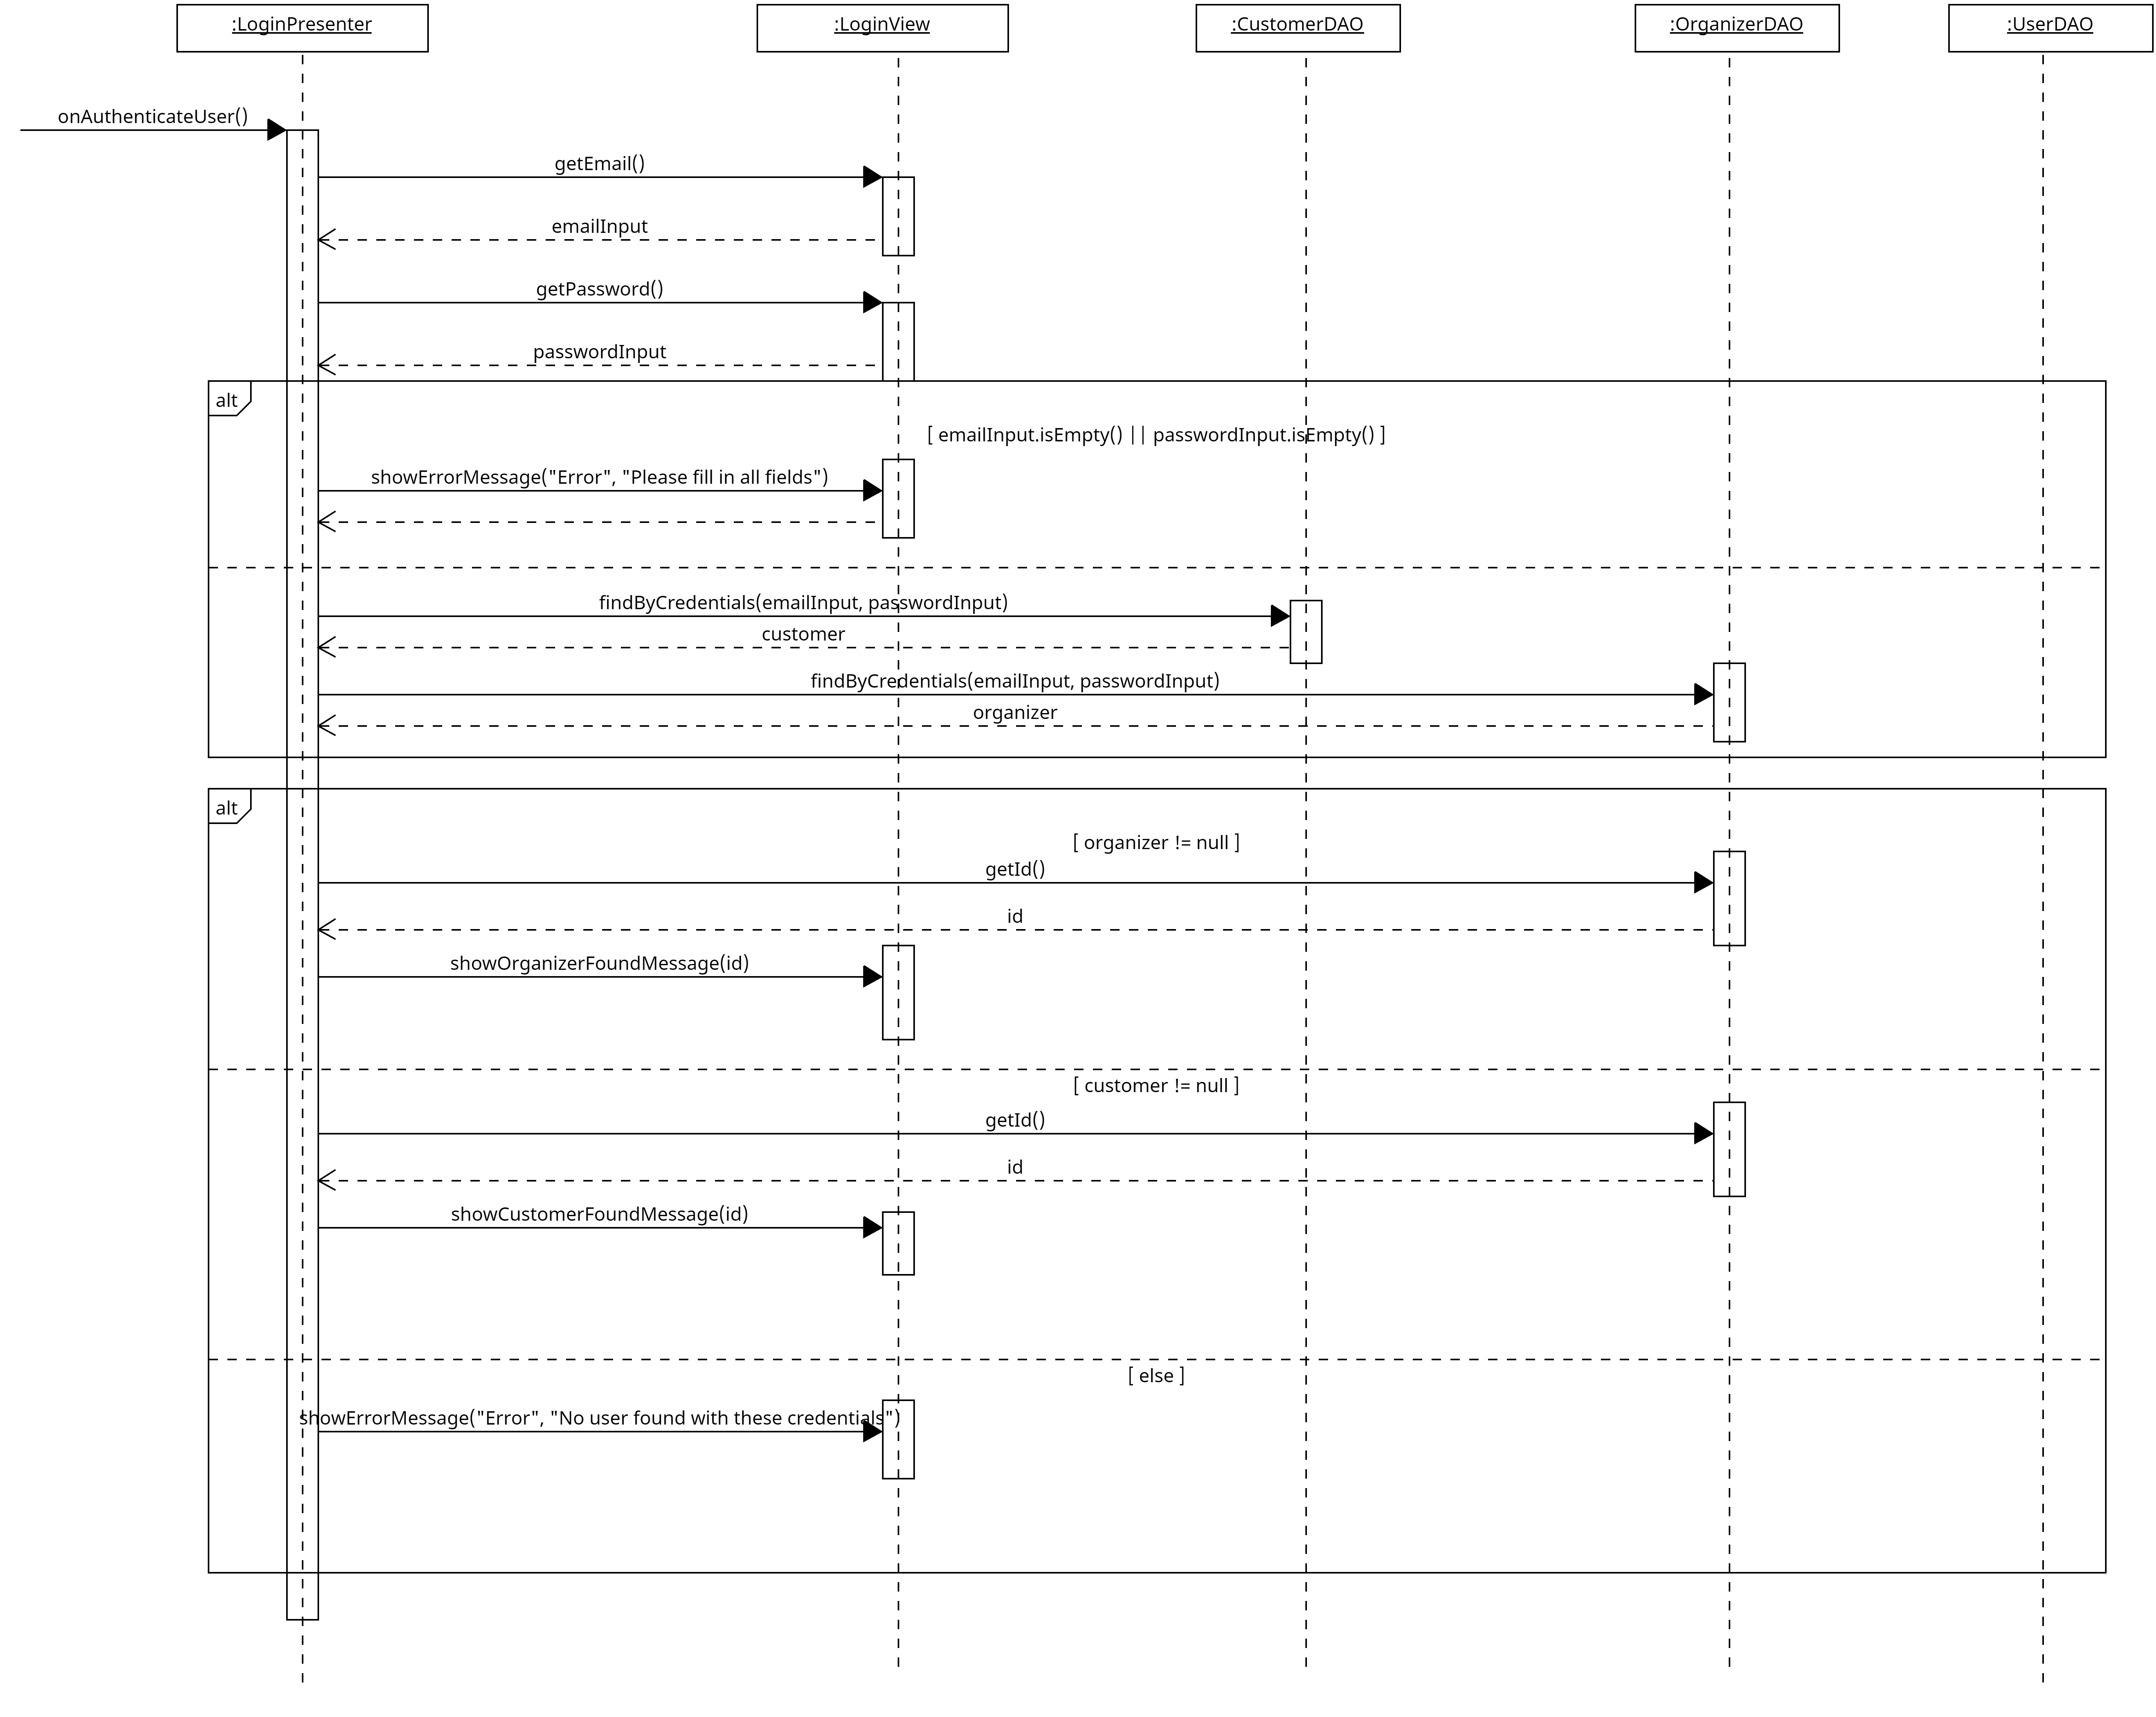 :LoginPresenter
:LoginView
:CustomerDAO
:OrganizerDAO
:UserDAO
onAuthenticateUser()
getEmail()
emailInput
getPassword()
passwordInput
alt
[ emailInput.isEmpty() || passwordInput.isEmpty() ]
showErrorMessage("Error", "Please fill in all fields")
findByCredentials(emailInput, passwordInput)
customer
findByCredentials(emailInput, passwordInput)
organizer
alt
[ organizer != null ]
getId()
id
showOrganizerFoundMessage(id)
[ customer != null ]
getId()
id
showCustomerFoundMessage(id)
[ else ]
showErrorMessage("Error", "No user found with these credentials")